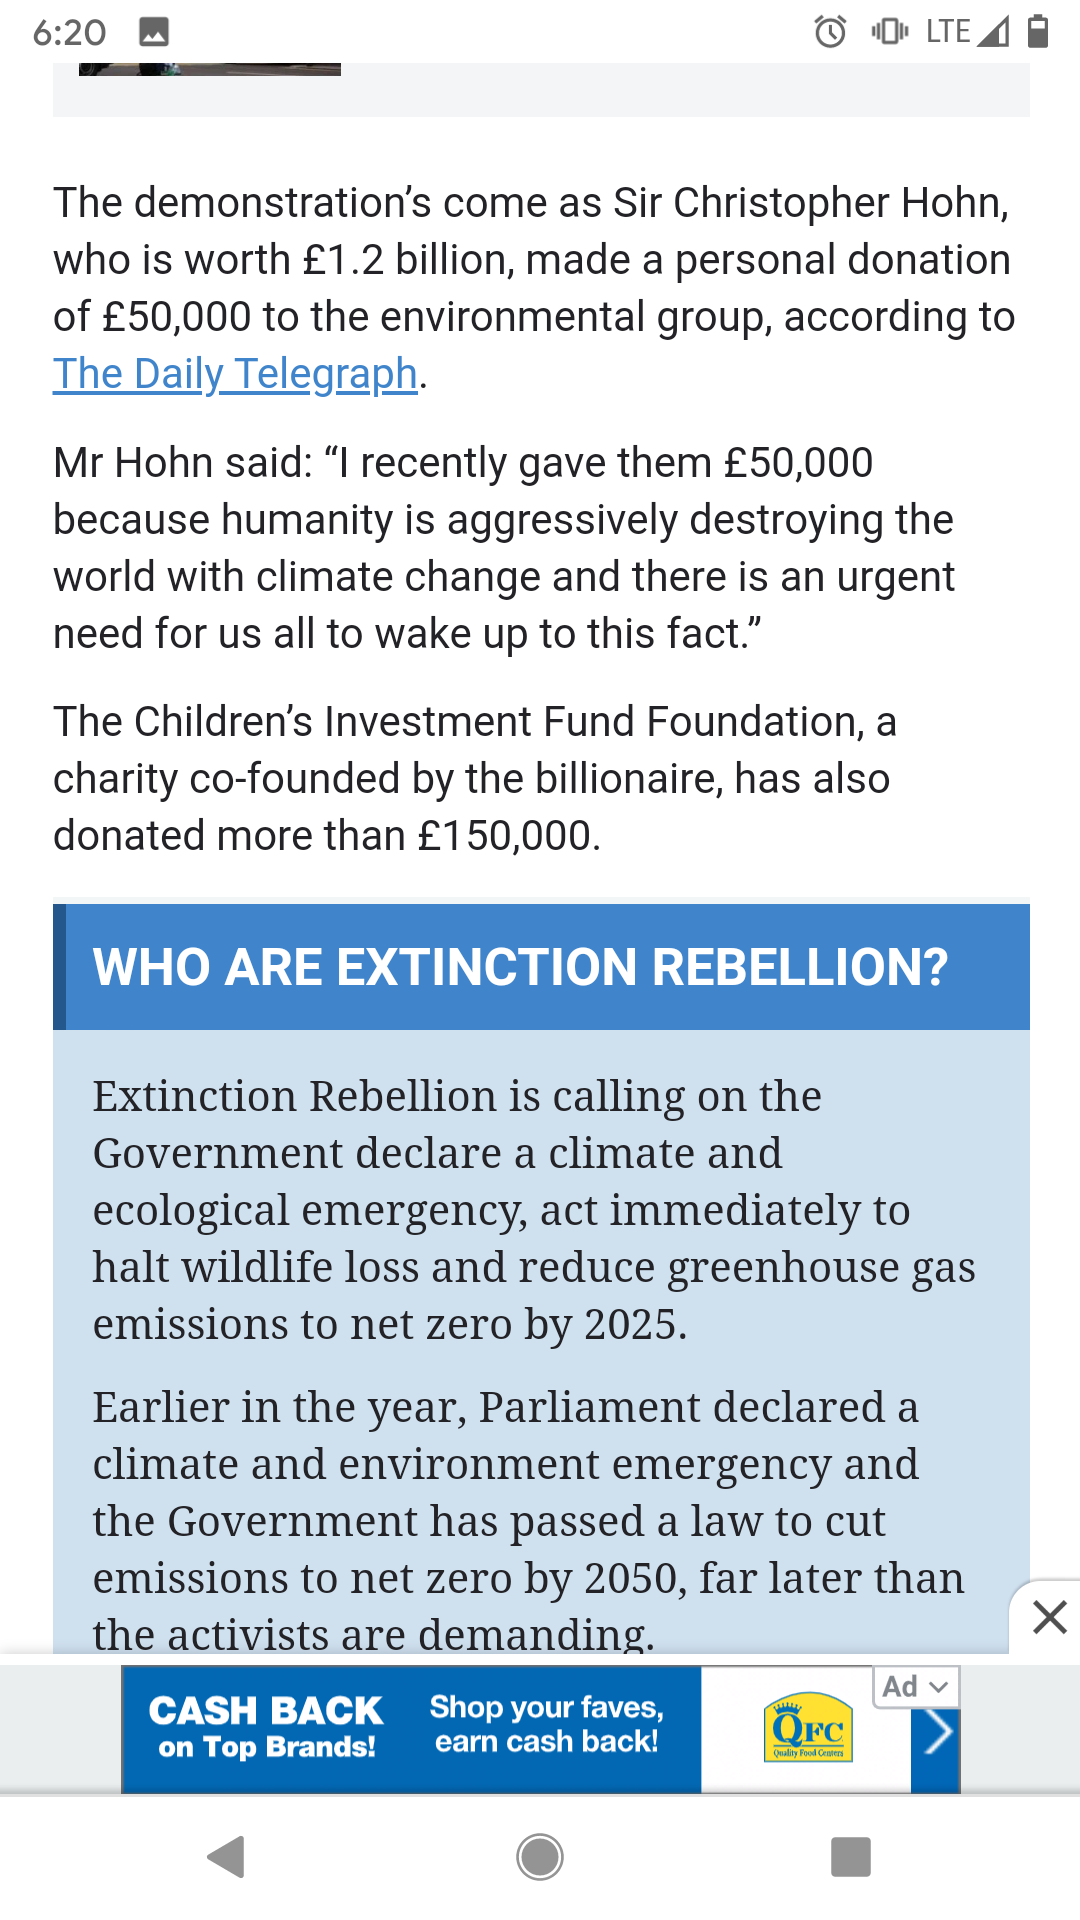 6:20
LTE
The demonstration’s come as Sir Christopher Hohn,
who is worth £1.2 billion, made a personal donation
of £50,000 to the environmental group, according to
The Daily Telegraph.
Mr Hohn said: “I recently gave them £50,000
because humanity is aggressively destroying the
world with climate change and there is an urgent
need for us all to wake up to this fact.”
The Children’s Investment Fund Foundation, a
charity co-founded by the billionaire, has also
donated more than £150,000.
WHO ARE EXTINCTION REBELLION?
Extinction Rebellion is calling on the
Government declare a climate and
ecological emergency, act immediately to
halt wildlife loss and reduce greenhouse gas
emissions to net zero by 2025.
Earlier in the year, Parliament declared a
climate and environment emergency and
the Government has passed a law to cut
emissions to net zero by 2050, far later than
the activists are demanding.
CASH BACK
on Top Brands!
Shop your faves,
earn cash back!
QFC
Quality Food Centers
Ad